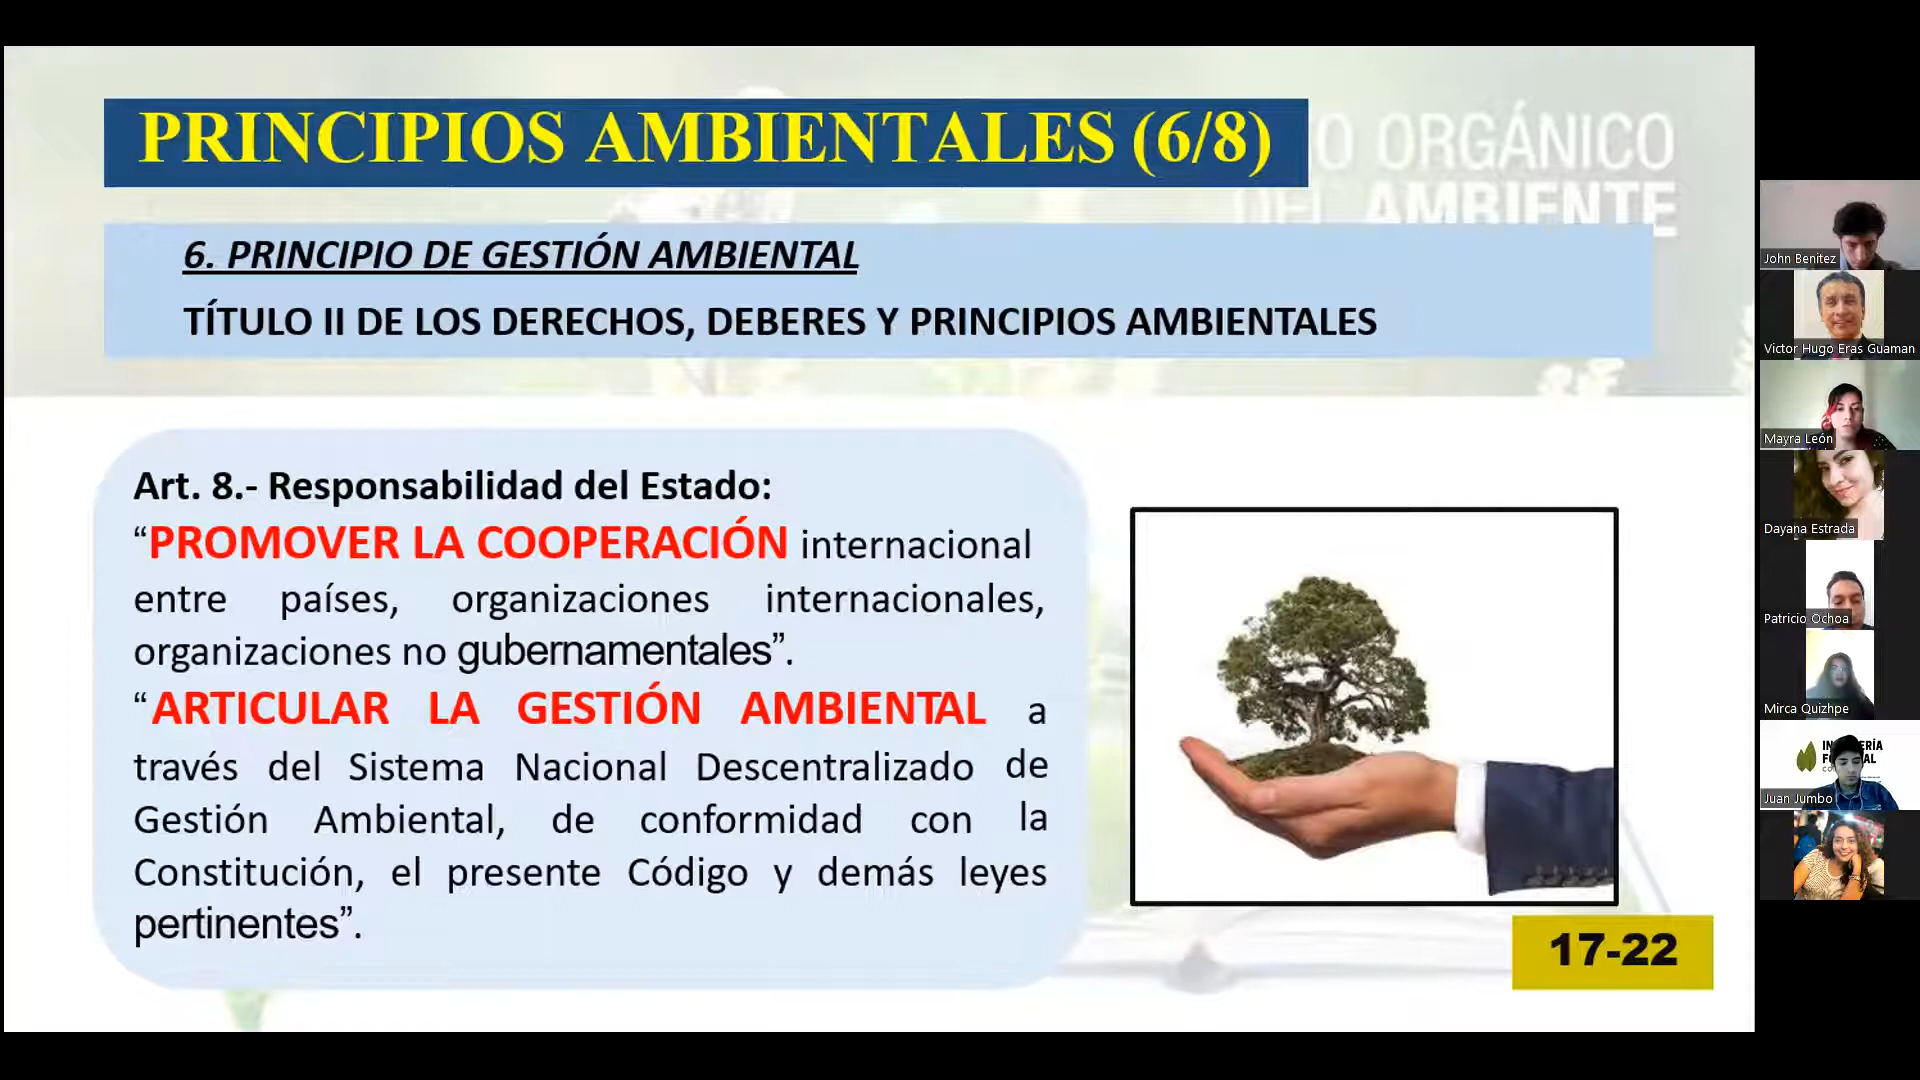 PRINCIPIOS AMBIENTALES (6/8)
O ORGÁNICO
DEL AMBIENTE
6. PRINCIPIO DE GESTIÓN AMBIENTAL
TÍTULO II DE LOS DERECHOS, DEBERES Y PRINCIPIOS AMBIENTALES
Art. 8.- Responsabilidad del Estado:
“PROMOVER LA COOPERACIÓN internacional
entre países, organizaciones internacionales,
organizaciones no gubernamentales”.
“ARTICULAR LA GESTIÓN AMBIENTAL a
través del Sistema Nacional Descentralizado de
Gestión Ambiental, de conformidad con la
Constitución, el presente Código y demás leyes
pertinentes”.
17-22
John Benitez
Victor Hugo Eras Guaman
Mayra León
Dayana Estrada
Patricio Ochoa
Mirca Quizhpe
Juan Jumbo